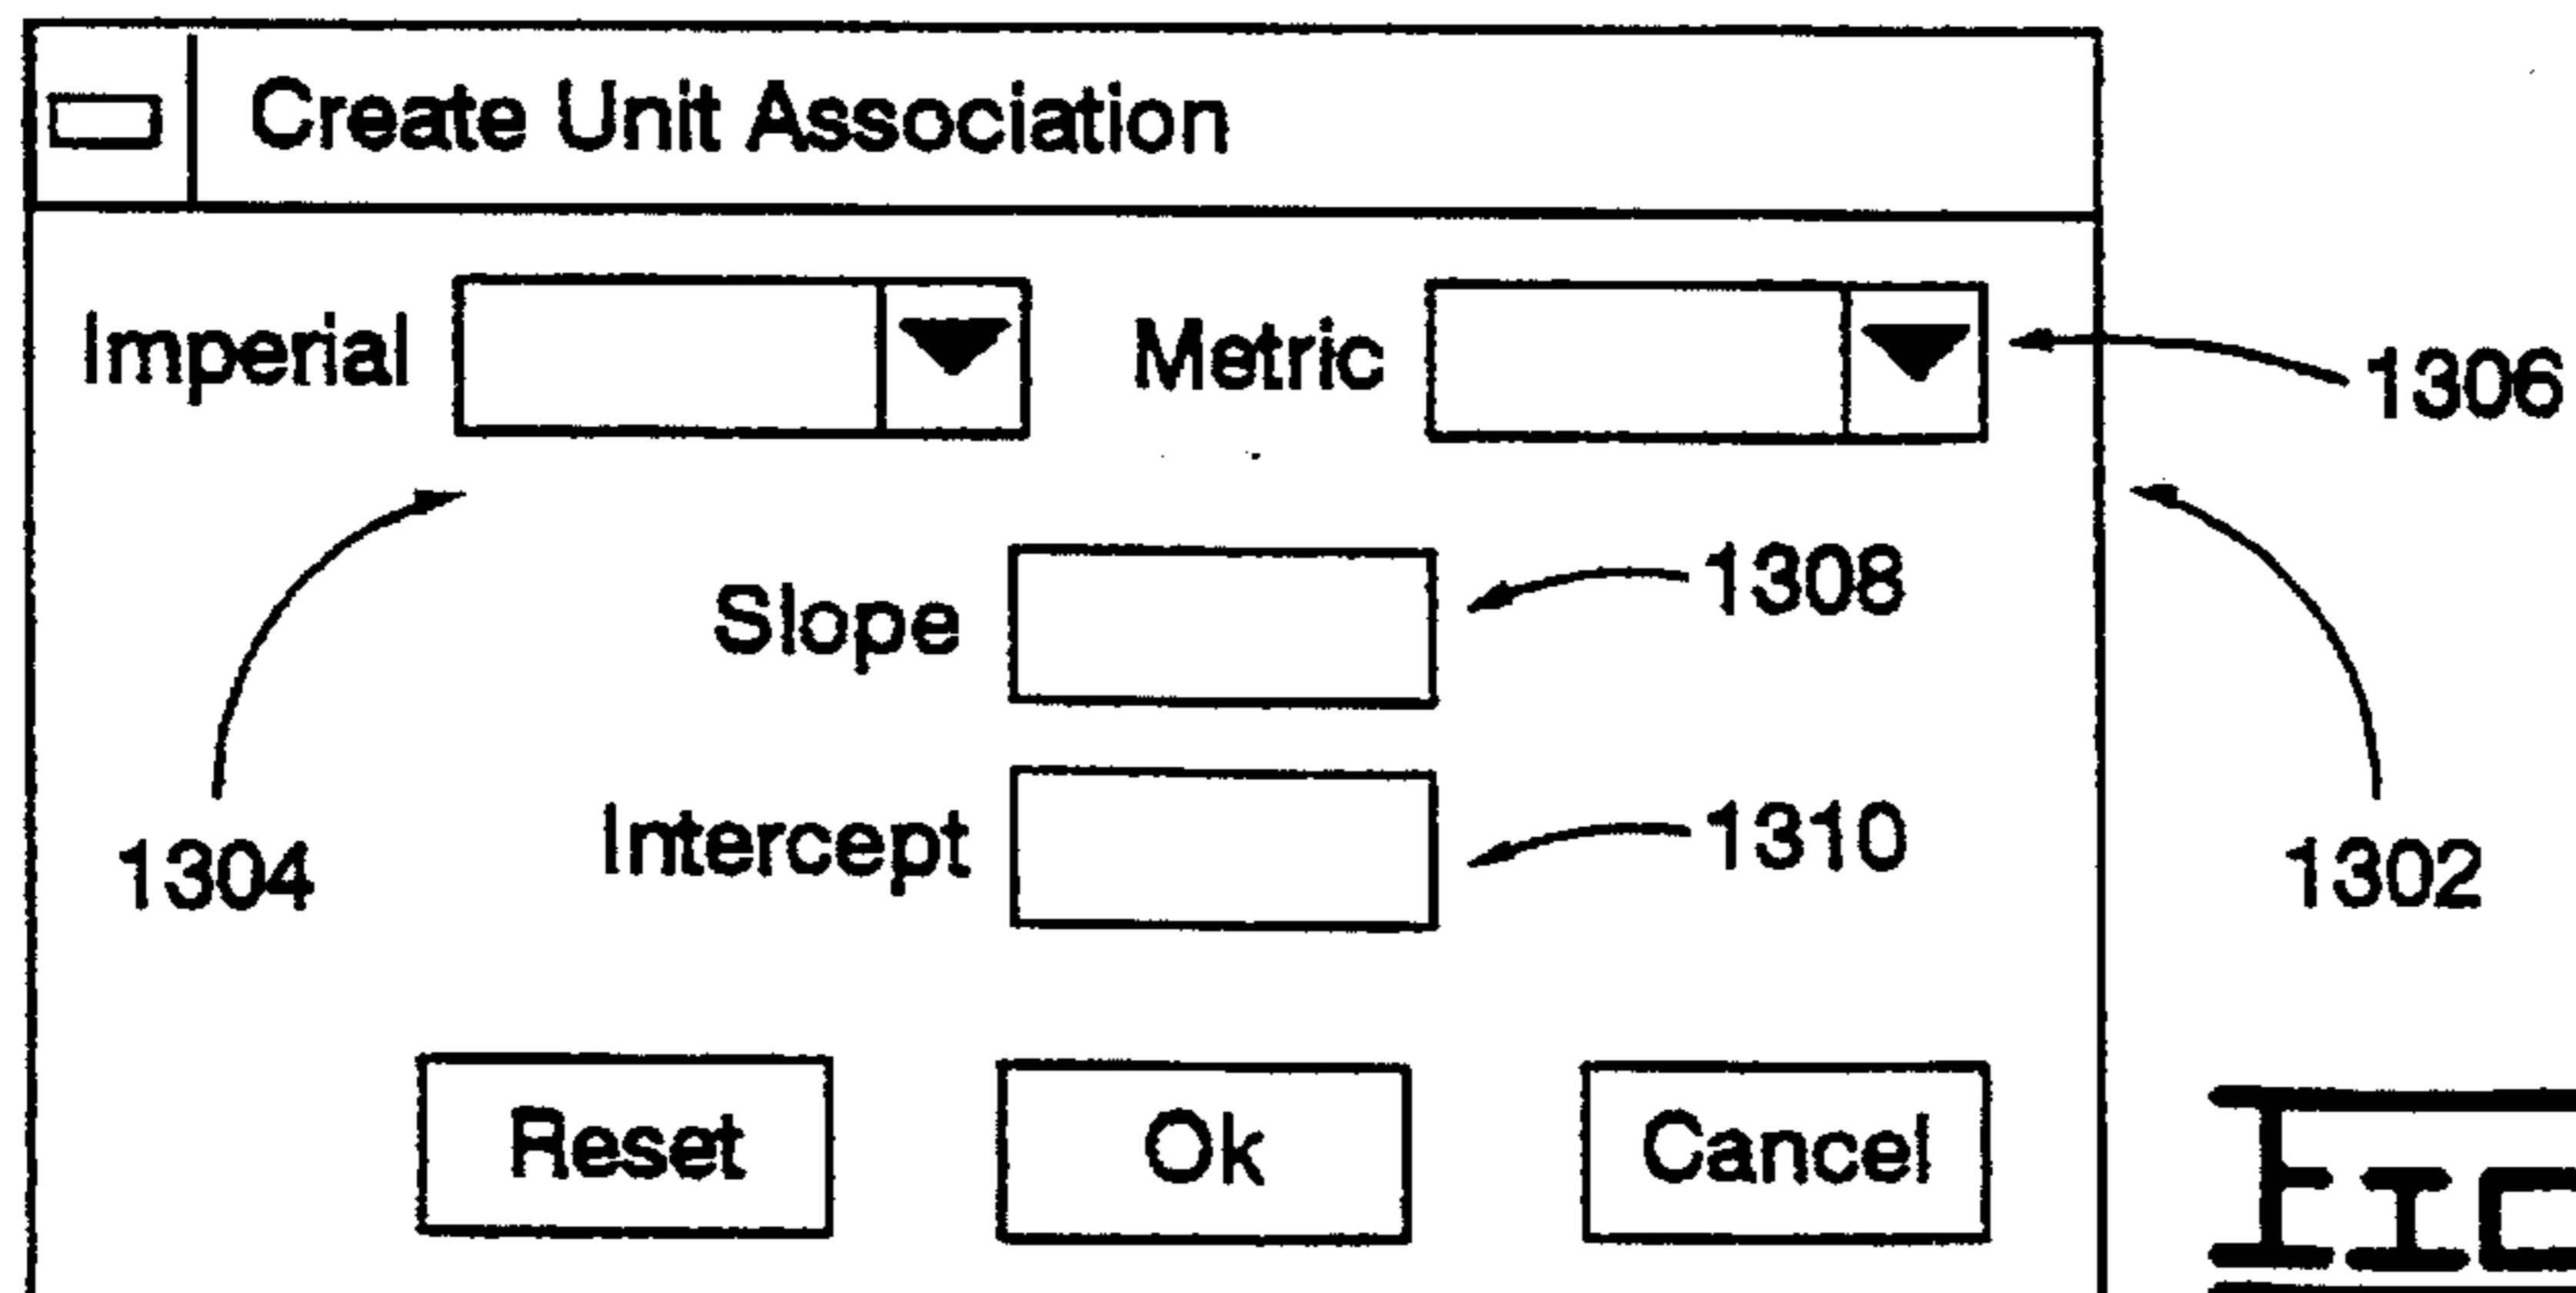 Create Unit Association
Imperial Metric 1306
Slope 1308
Intercept 1310
1304 1302
Reset Ok Cancel